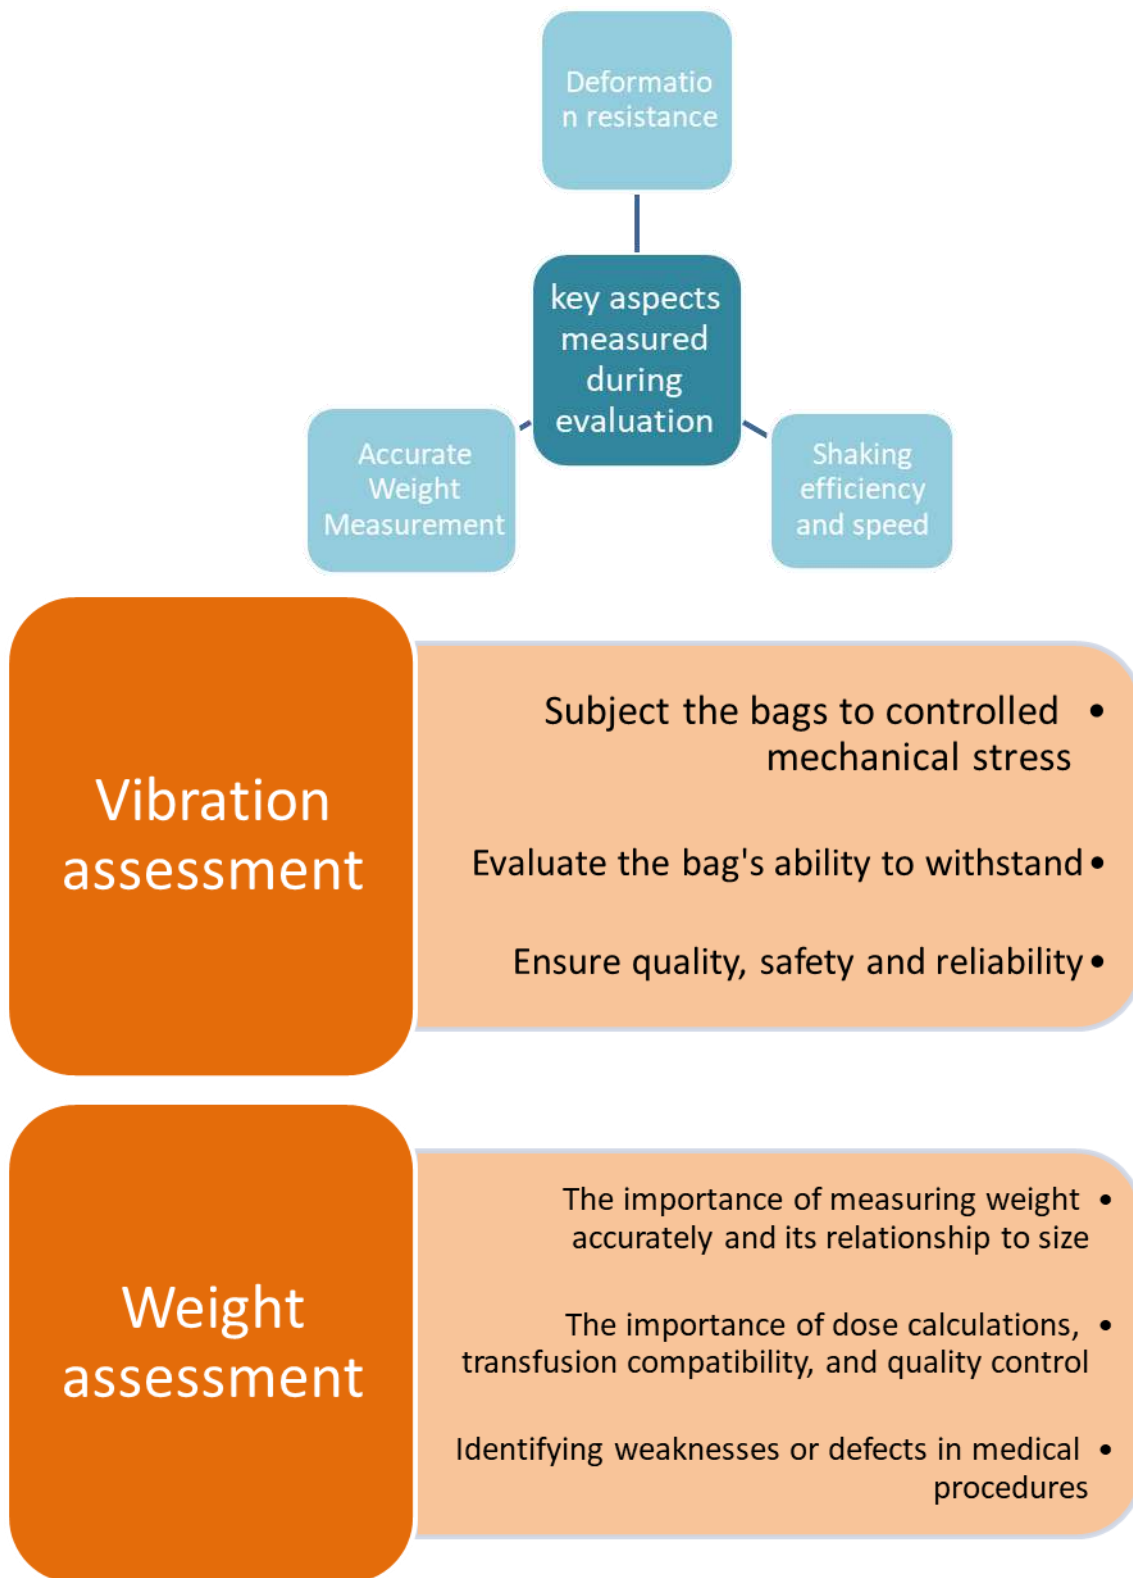 Deformatio
n resistance
key aspects
measured
during
evaluation
Accurate
Weight
Measurement
Shaking
efficiency
and speed
Vibration
assessment
Subject the bags to controlled •
mechanical stress
Evaluate the bag's ability to withstand •
Ensure quality, safety and reliability •
Weight
assessment
The importance of measuring weight •
accurately and its relationship to size
The importance of dose calculations, •
transfusion compatibility, and quality control
Identifying weaknesses or defects in medical •
procedures